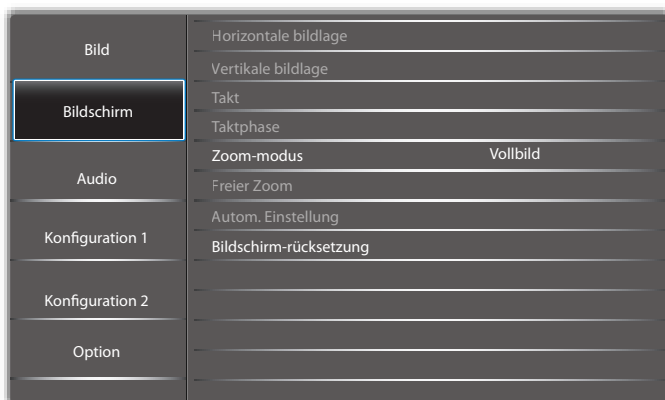 Bild
Bildschirm
Audio
Konfiguration 1
Konfiguration 2
Option
Horizontale bildlage
Vertikale bildlage
Takt
Taktphase
Zoom-modus Vollbild
Freier Zoom
Autom. Einstellung
Bildschirm-rücksetzung